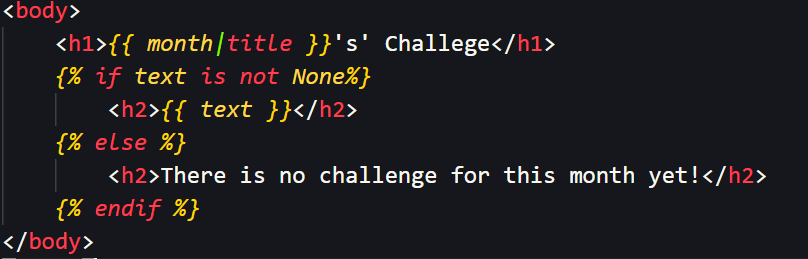 <body>
<h1>{{ month|title }}'s' Challege</h1>
{% if text is not None%}
<h2>{{ text }}</h2>
{% else %}
<h2>There is no challenge for this month yet!</h2>
{% endif %}
</body>